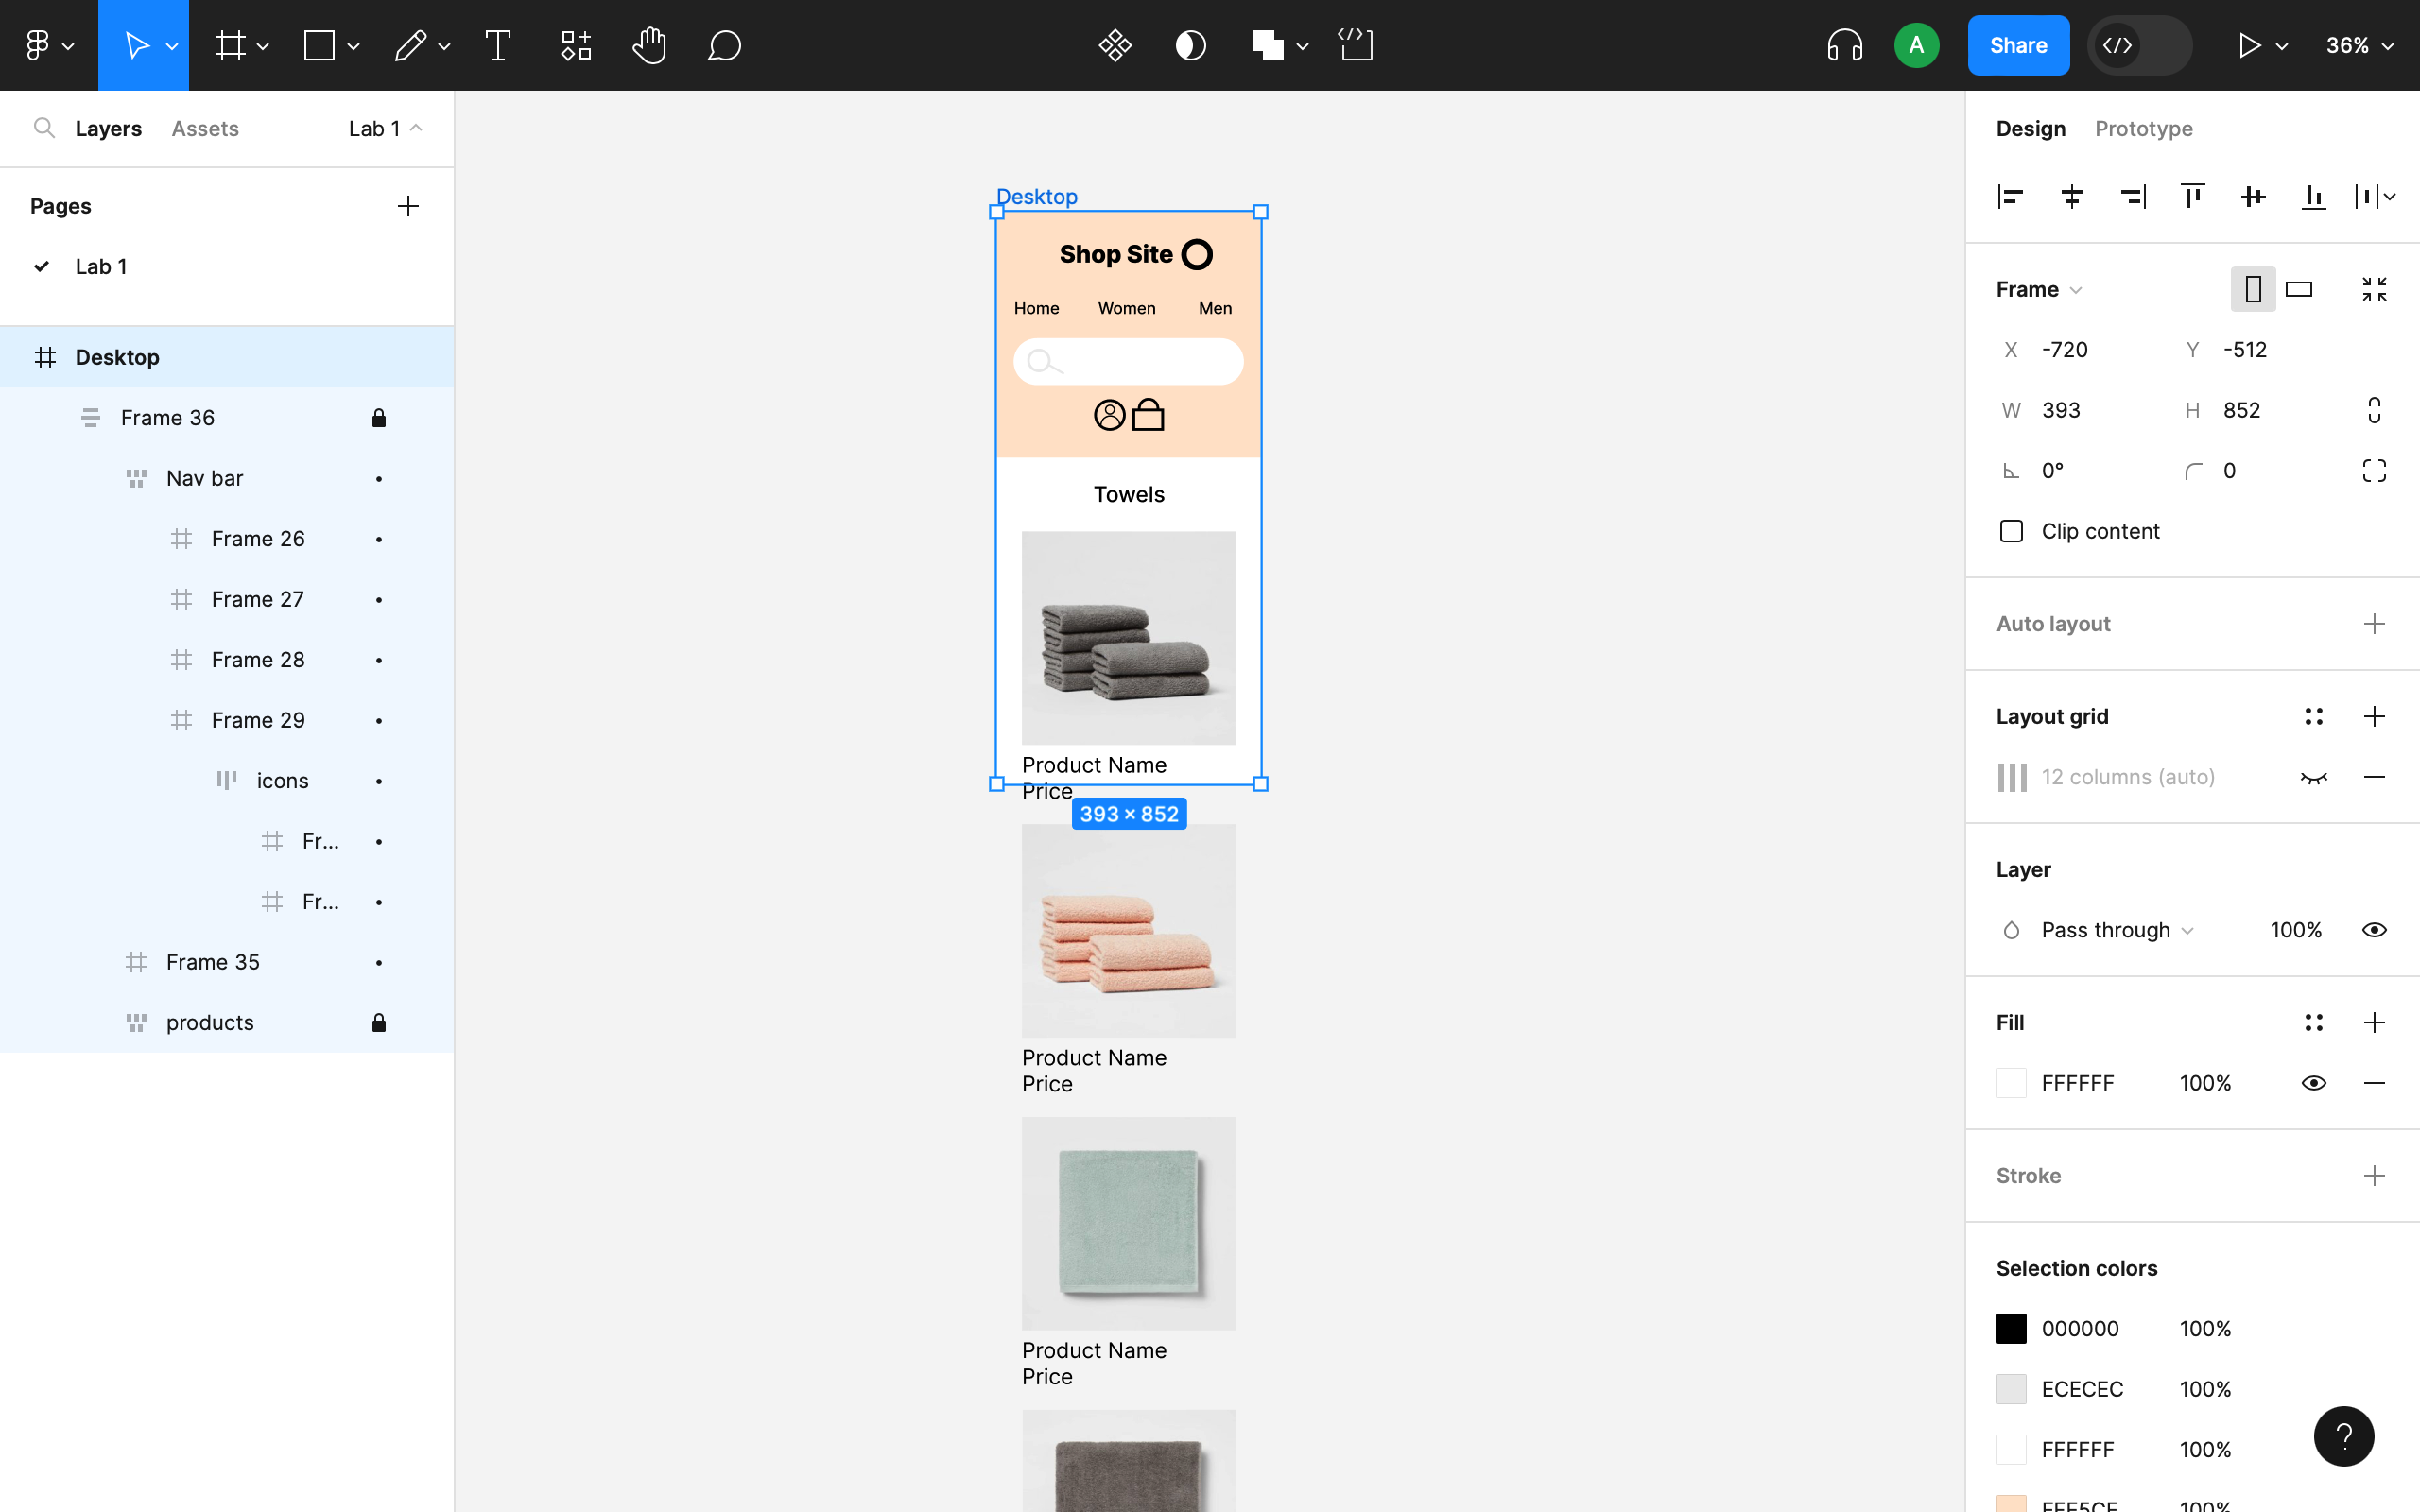 A
Share
36%
Layers
Assets
Lab 1
Pages
Lab 1
Desktop
Frame 36
Nav bar
Frame 26
Frame 27
Frame 28
Frame 29
icons
Fr...
Fr...
Frame 35
products
Desktop
Shop Site
Home
Women
Men
Towels
Product Name
Price
393 × 852
Product Name
Price
Product Name
Price
Design
Prototype
Frame
X -720
Y -512
W 393
H 852
0°
0
Clip content
Auto layout
Layout grid
12 columns (auto)
Layer
Pass through
100%
Fill
FFFFFF
100%
Stroke
Selection colors
000000
100%
ECECEC
100%
FFFFFF
100%
?
100%